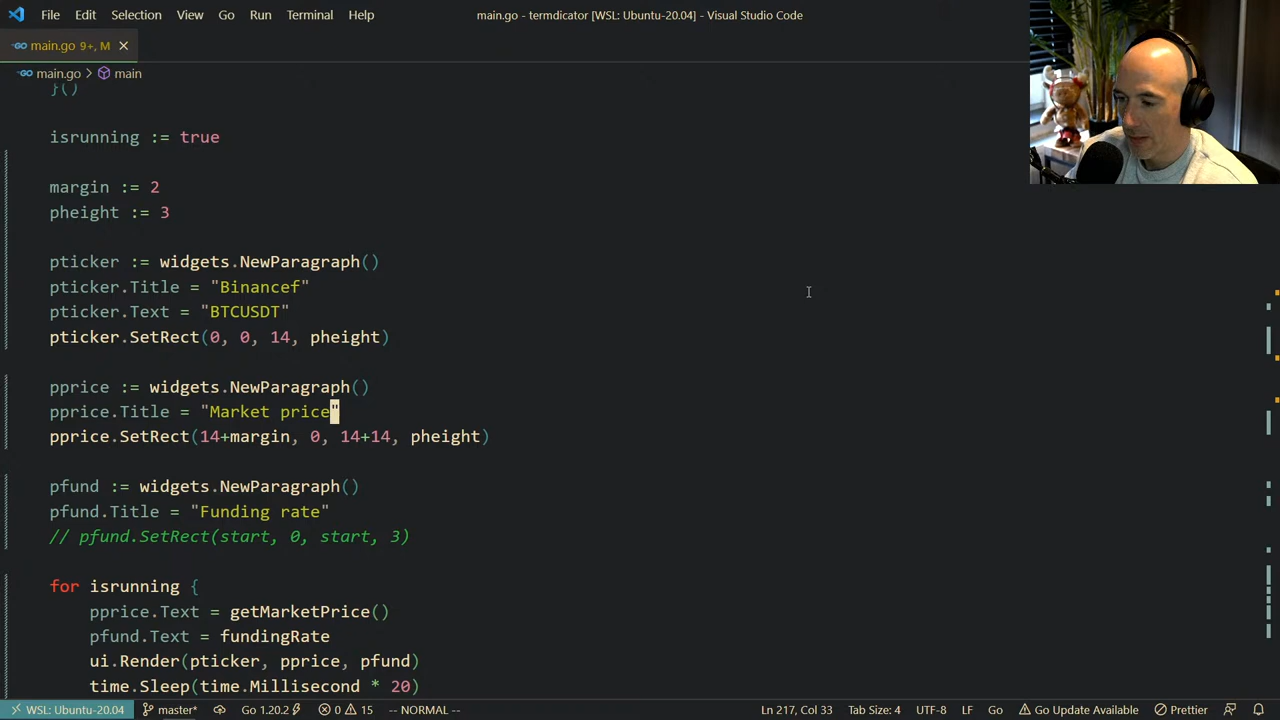 File Edit Selection View Go Run Terminal Help main.go - termdicator [WSL: Ubuntu-20.04] - Visual Studio Code
main.go 9+, M
main.go > main
}()
isrunning := true
margin := 2
pheight := 3
pticker := widgets.NewParagraph()
pticker.Title = "Binancef"
pticker.Text = "BTCUSDT"
pticker.SetRect(0, 0, 14, pheight)
pprice := widgets.NewParagraph()
pprice.Title = "Market price"
pprice.SetRect(14+margin, 0, 14+14, pheight)
pfund := widgets.NewParagraph()
pfund.Title = "Funding rate"
// pfund.SetRect(start, 0, start, 3)
for isrunning {
pprice.Text = getMarketPrice()
pfund.Text = fundingRate
ui.Render(pticker, pprice, pfund)
time.Sleep(time.Millisecond * 20)
WSL: Ubuntu-20.04 master* Go 1.20.2 0 15 -- NORMAL -- Ln 217, Col 33 Tab Size: 4 UTF-8 LF Go Go Update Available Prettier